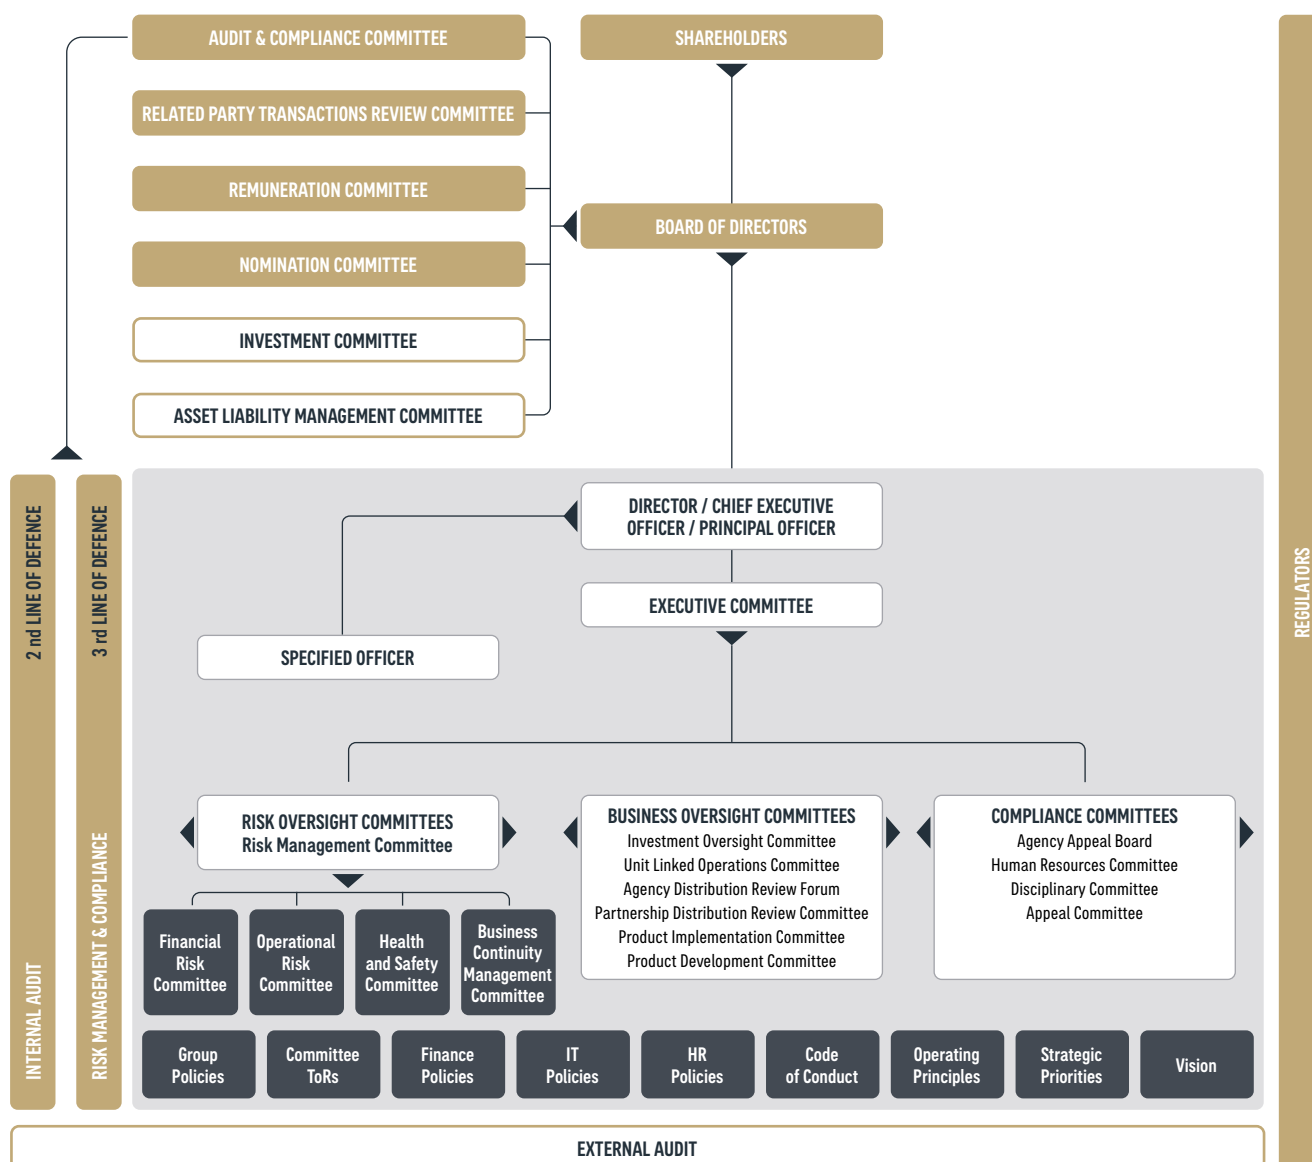 AUDIT & COMPLIANCE COMMITTEE
SHAREHOLDERS
RELATED PARTY TRANSACTIONS REVIEW COMMITTEE
REMUNERATION COMMITTEE
BOARD OF DIRECTORS
NOMINATION COMMITTEE
INVESTMENT COMMITTEE
ASSET LIABILITY MANAGEMENT COMMITTEE
INTERNAL AUDIT
2 nd LINE OF DEFENCE
RISK MANAGEMENT & COMPLIANCE
3 rd LINE OF DEFENCE
DIRECTOR / CHIEF EXECUTIVE
OFFICER / PRINCIPAL OFFICER
EXECUTIVE COMMITTEE
SPECIFIED OFFICER
RISK OVERSIGHT COMMITTEES
Risk Management Committee
BUSINESS OVERSIGHT COMMITTEES
Investment Oversight Committee
Unit Linked Operations Committee
Agency Distribution Review Forum
Partnership Distribution Review Committee
Product Implementation Committee
Product Development Committee
COMPLIANCE COMMITTEES
Agency Appeal Board
Human Resources Committee
Disciplinary Committee
Appeal Committee
Financial
Risk
Committee
Operational
Risk
Committee
Health
and Safety
Committee
Business
Continuity
Management
Committee
Group
Policies
Committee
ToRs
Finance
Policies
IT
Policies
HR
Policies
Code
of Conduct
Operating
Principles
Strategic
Priorities
Vision
REGULATORS
EXTERNAL AUDIT